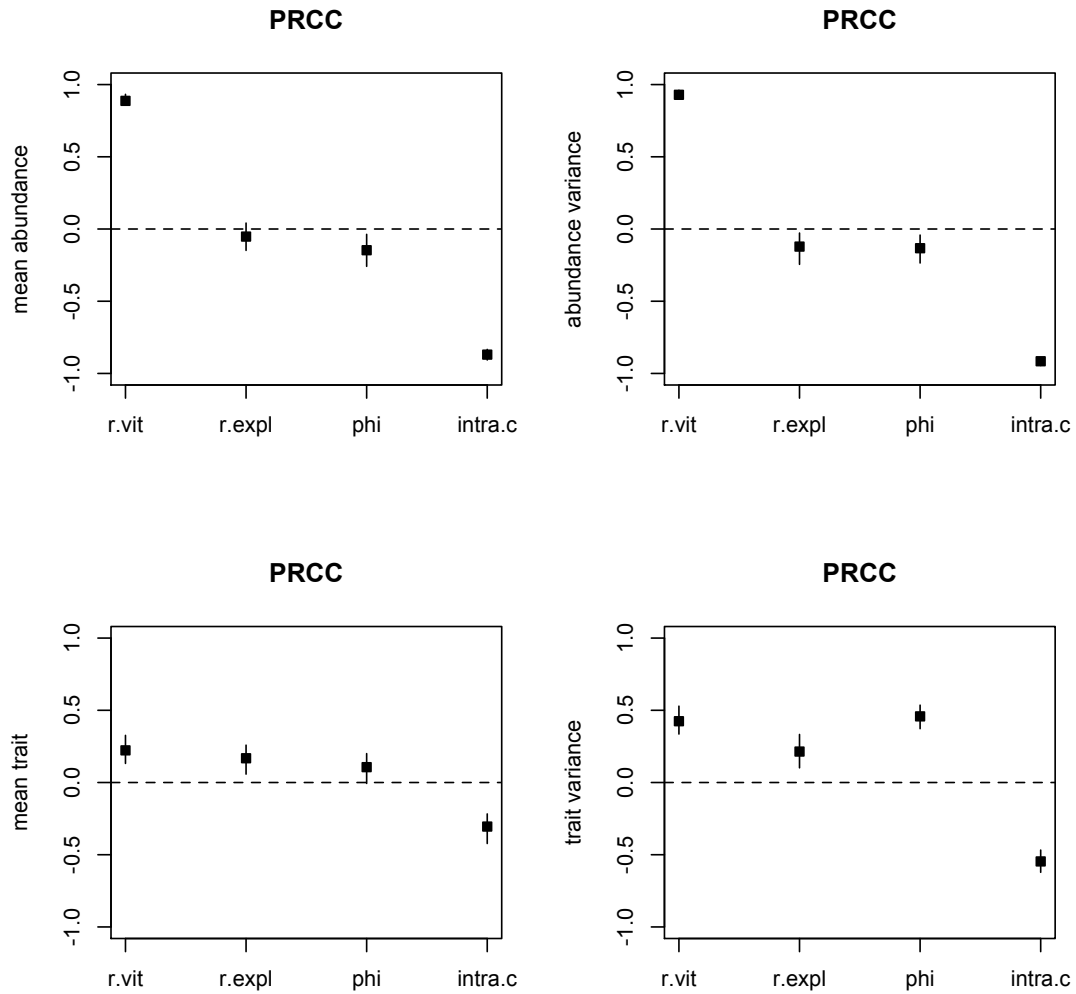 PRCC
mean abundance
1.0
0.5
0.0
-0.5
-1.0
r.vit r.expl phi intra.c
PRCC
abundance variance
1.0
0.5
0.0
-0.5
-1.0
r.vit r.expl phi intra.c
PRCC
mean trait
1.0
0.5
0.0
-0.5
-1.0
r.vit r.expl phi intra.c
PRCC
trait variance
1.0
0.5
0.0
-0.5
-1.0
r.vit r.expl phi intra.c